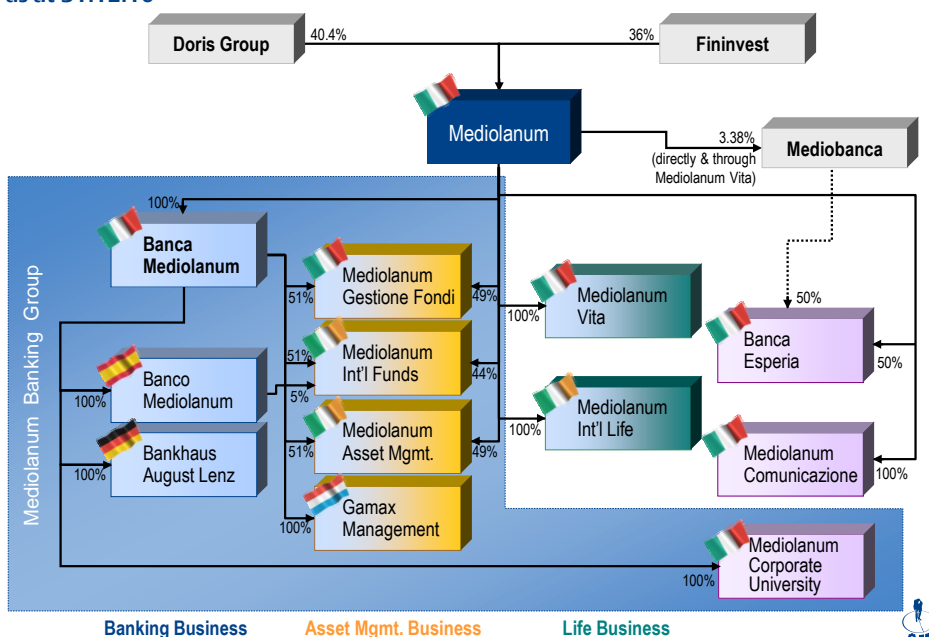 40.4%
36%
Doris Group
Fininvest
Mediolanum
3.38%
(directly & through
Mediolanum Vita)
Mediobanca
Mediolanum Banking Group
100%
Banca
Mediolanum
Mediolanum
Gestione Fondi
51%
49%
Mediolanum
Vita
100%
50%
Banca
Esperia
50%
Mediolanum
Int'l Funds
51%
5%
44%
Banco
Mediolanum
100%
Mediolanum
Int'l Life
100%
Mediolanum
Asset Mgmt.
51%
49%
Bankhaus
August Lenz
100%
Mediolanum
Comunicazione
100%
Gamax
Management
100%
Mediolanum
Corporate
University
100%
Banking Business
Asset Mgmt. Business
Life Business